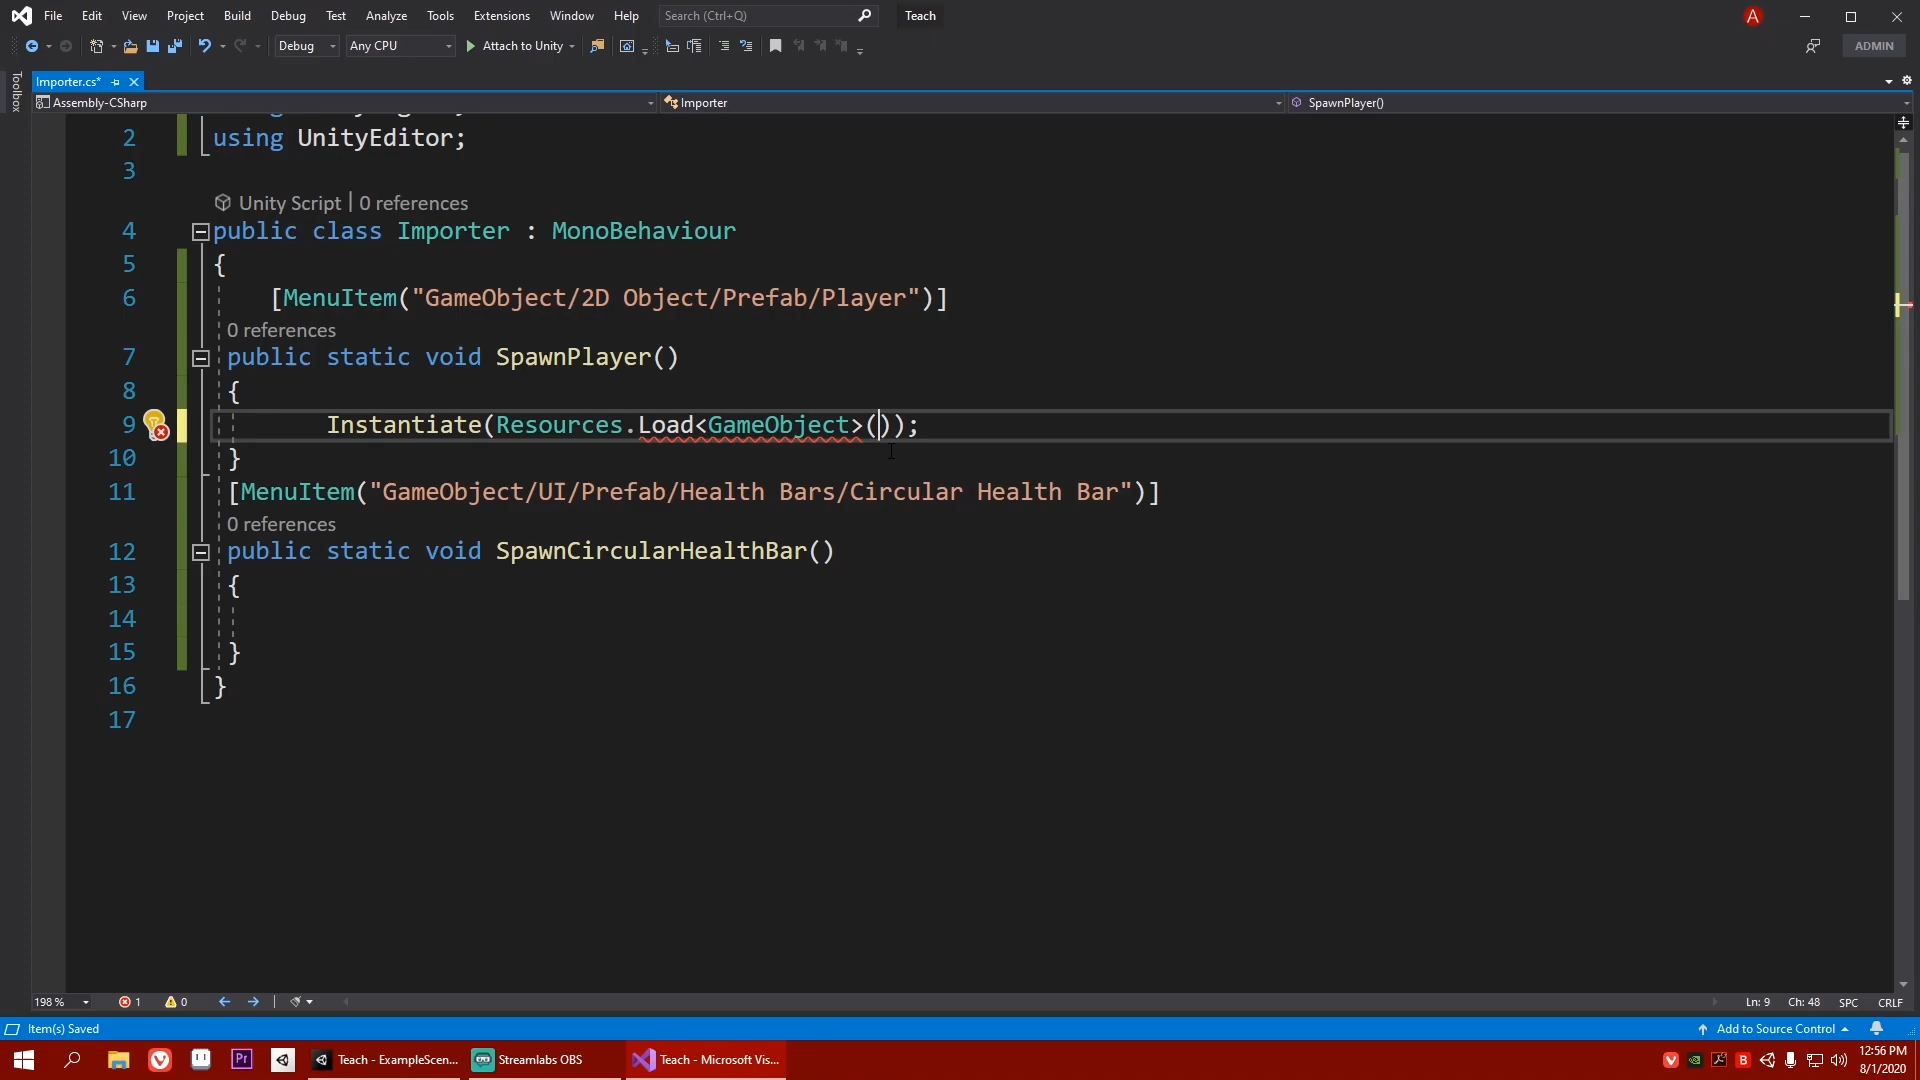 File Edit View Project Build Debug Test Analyze Tools Extensions Window Help Search (Ctrl+Q) Teach A
Debug Any CPU Attach to Unity ADMIN
Toolbox
Importer.cs*
Assembly-CSharp Importer SpawnPlayer()
2 using UnityEditor;
3
Unity Script | 0 references
4 public class Importer : MonoBehaviour
5 {
6 [MenuItem("GameObject/2D Object/Prefab/Player")]
0 references
7 public static void SpawnPlayer()
8 {
9 Instantiate(Resources.Load<GameObject>());
10 }
11 [MenuItem("GameObject/UI/Prefab/Health Bars/Circular Health Bar")]
0 references
12 public static void SpawnCircularHealthBar()
13 {
14
15 }
16 }
17
198 % 1 0 Ln: 9 Ch: 48 SPC CRLF
Item(s) Saved Add to Source Control
Pr Teach - ExampleScen... Streamlabs OBS Teach - Microsoft Vis... B 12:56 PM
8/1/2020